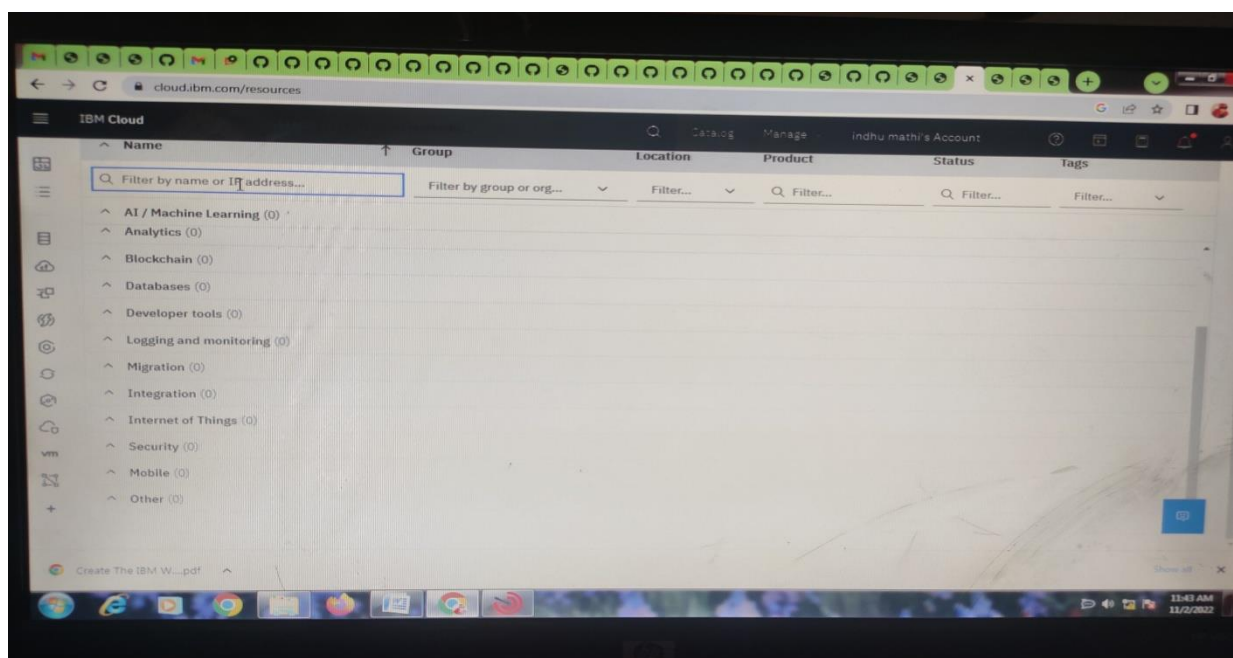 cloud.ibm.com/resources
IBM Cloud
Catalog Manage indhu mathi's Account
Name Group Location Product Status Tags
Filter by name or IP address... Filter by group or org... Filter... Filter... Filter... Filter...
AI / Machine Learning (0)
Analytics (0)
Blockchain (0)
Databases (0)
Developer tools (0)
Logging and monitoring (0)
Migration (0)
Integration (0)
Internet of Things (0)
Security (0)
vm
Mobile (0)
Other (0)
Create The IBM W....pdf Show all
11:43 AM
11/2/2022
hp